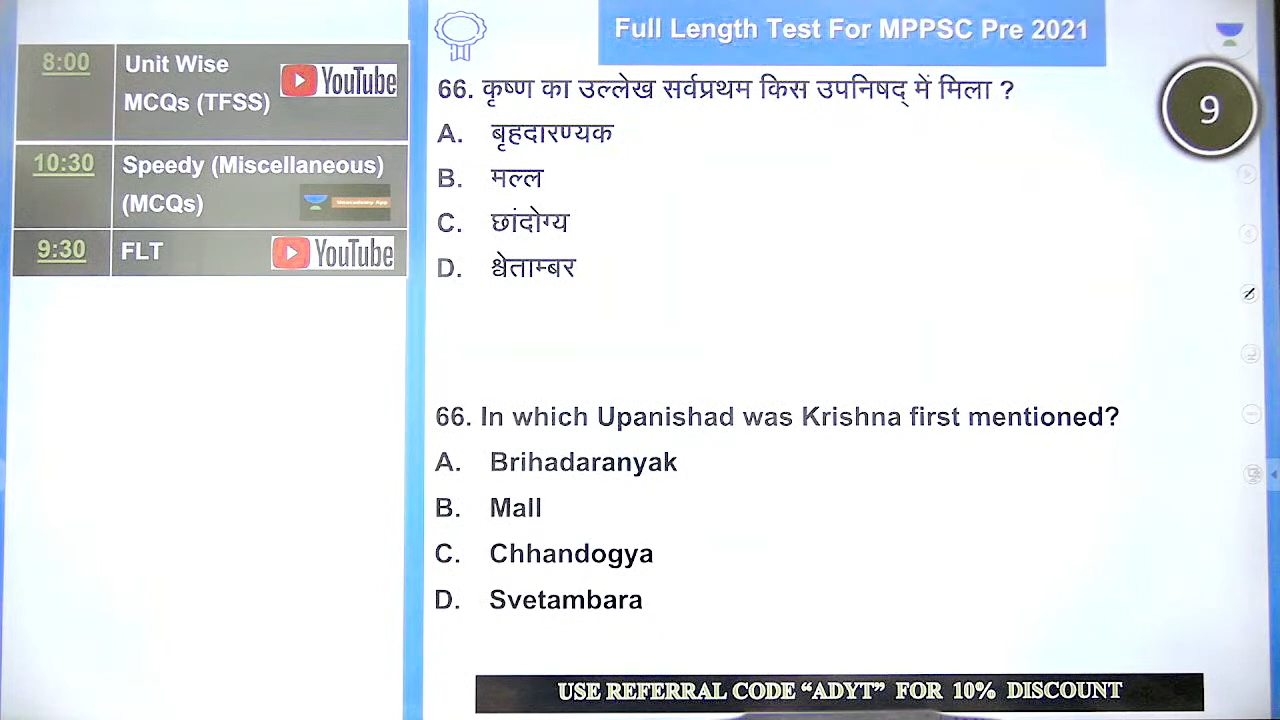 Full Length Test For MPPSC Pre 2021
8:00
Unit Wise
MCQs (TFSS)
YouTube
10:30
Speedy (Miscellaneous)
(MCQs)
Unacademy App
9:30
FLT
YouTube
9
66. कृष्ण का उल्लेख सर्वप्रथम किस उपनिषद् में मिला ?
A. बृहदारण्यक
B. मल्ल
C. छांदोग्य
D. श्वेताम्बर
66. In which Upanishad was Krishna first mentioned?
A. Brihadaranyak
B. Mall
C. Chhandogya
D. Svetambara
USE REFERRAL CODE “ADYT” FOR 10% DISCOUNT